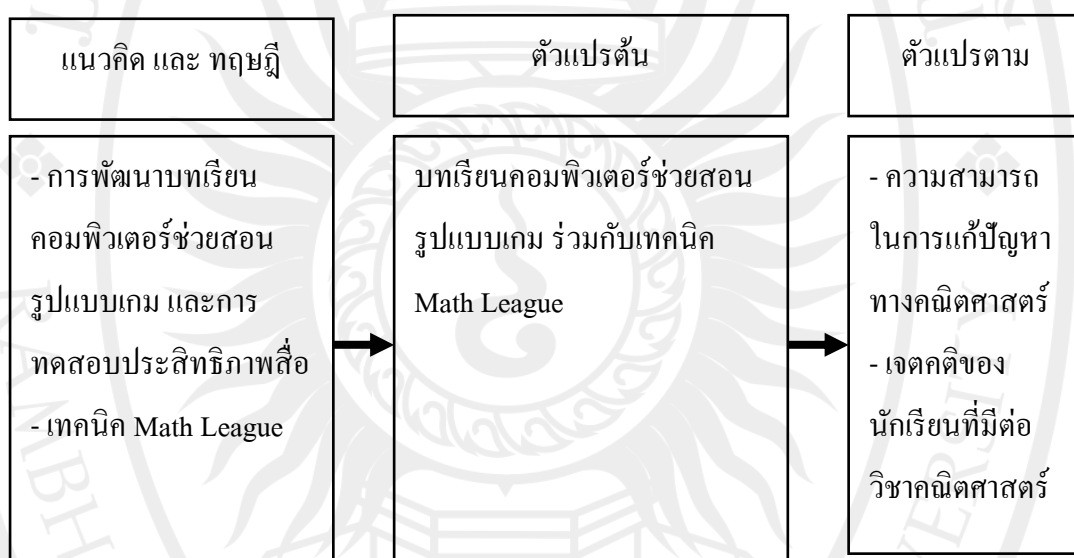 แนวคิด และ ทฤษฎี
ตัวแปรต้น
ตัวแปรตาม
- การพัฒนาบทเรียน
คอมพิวเตอร์ช่วยสอน
รูปแบบเกม และการ
ทดสอบประสิทธิภาพสื่อ
- เทคนิค Math League
บทเรียนคอมพิวเตอร์ช่วยสอน
รูปแบบเกม ร่วมกับเทคนิค
Math League
- ความสามารถ
ในการแก้ปัญหา
ทางคณิตศาสตร์
- เจตคติของ
นักเรียนที่มีต่อ
วิชาคณิตศาสตร์